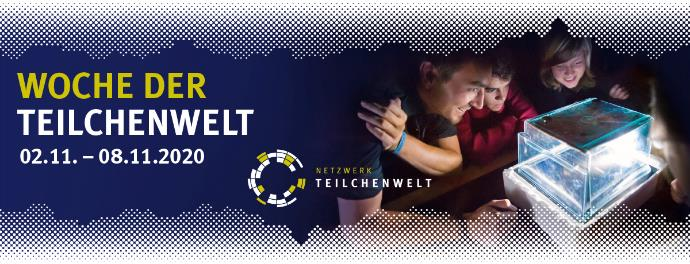 WOCHE DER
TEILCHENWELT
02.11. – 08.11.2020
NETZWERK
TEILCHENWELT